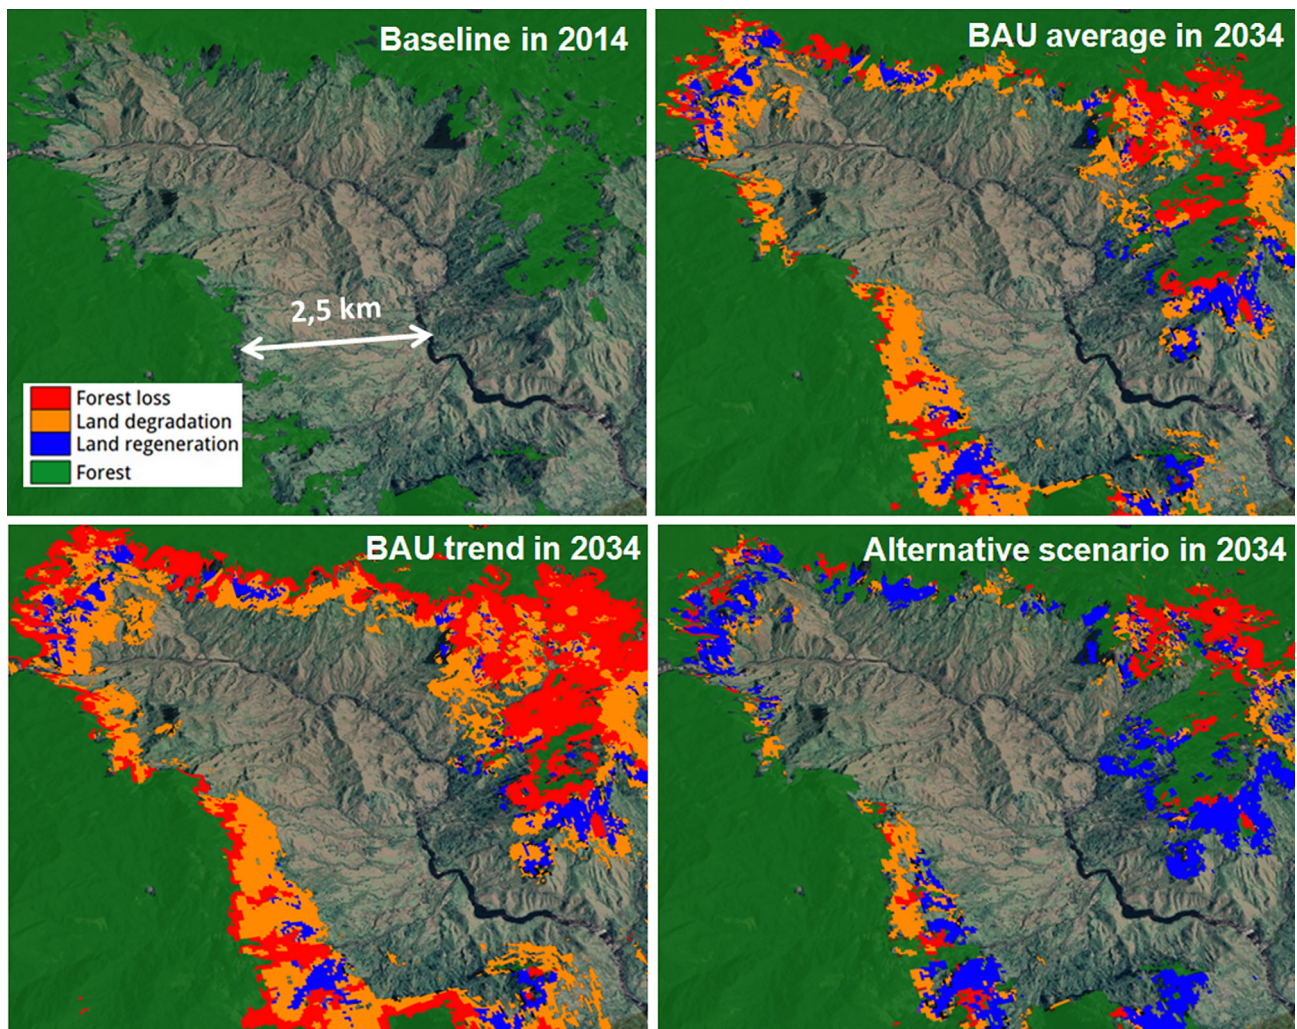 Baseline in 2014
BAU average in 2034
2,5 km
Forest loss
Land degradation
Land regeneration
Forest
BAU trend in 2034
Alternative scenario in 2034